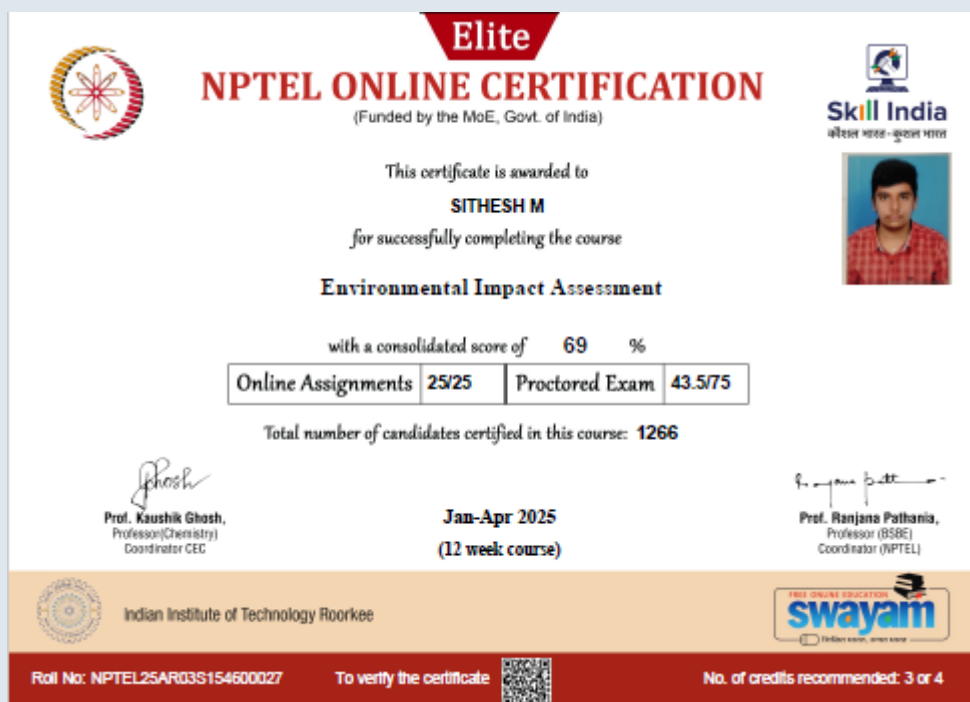 Elite
NPTEL ONLINE CERTIFICATION
(Funded by the MoE, Govt. of India)
Skill India
कौशल भारत - कुशल भारत
This certificate is awarded to
SITHESH M
for successfully completing the course
Environmental Impact Assessment
with a consolidated score of 69 %
Online Assignments 25/25 Proctored Exam 43.5/75
Total number of candidates certified in this course: 1266
Prof. Kaushik Ghosh,
Professor(Chemistry)
Coordinator CEC
Jan-Apr 2025
(12 week course)
Prof. Ranjana Pathania,
Professor (BSBE)
Coordinator (NPTEL)
Indian Institute of Technology Roorkee
FREE ONLINE EDUCATION
swayam
Roll No: NPTEL25AR03S154600027 To verify the certificate No. of credits recommended: 3 or 4